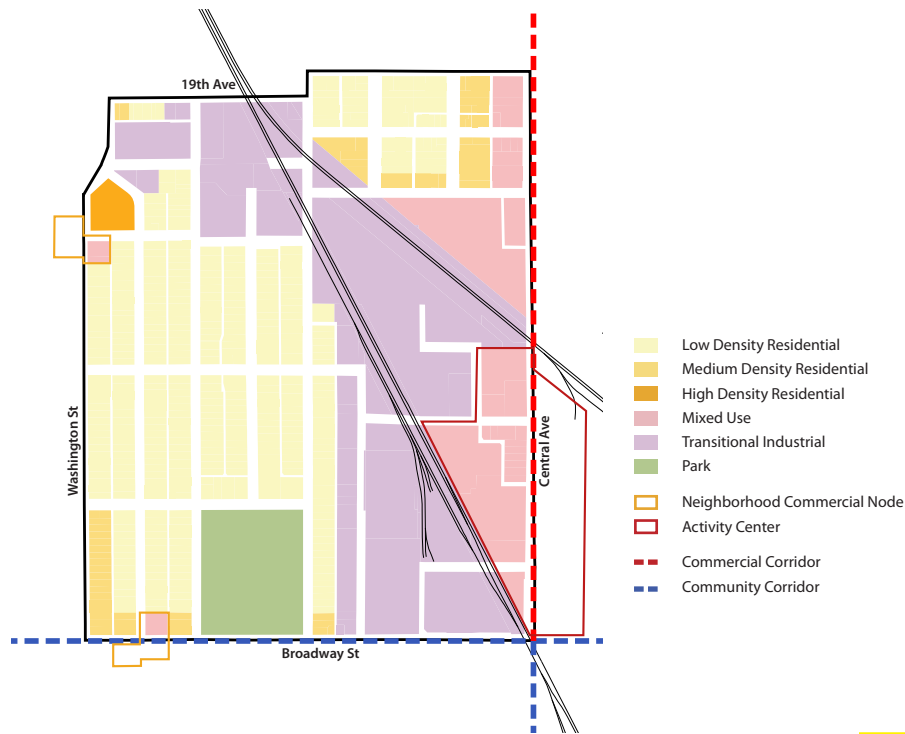 19th Ave
Washington St
Central Ave
Broadway St
Low Density Residential
Medium Density Residential
High Density Residential
Mixed Use
Transitional Industrial
Park
Neighborhood Commercial Node
Activity Center
Commercial Corridor
Community Corridor